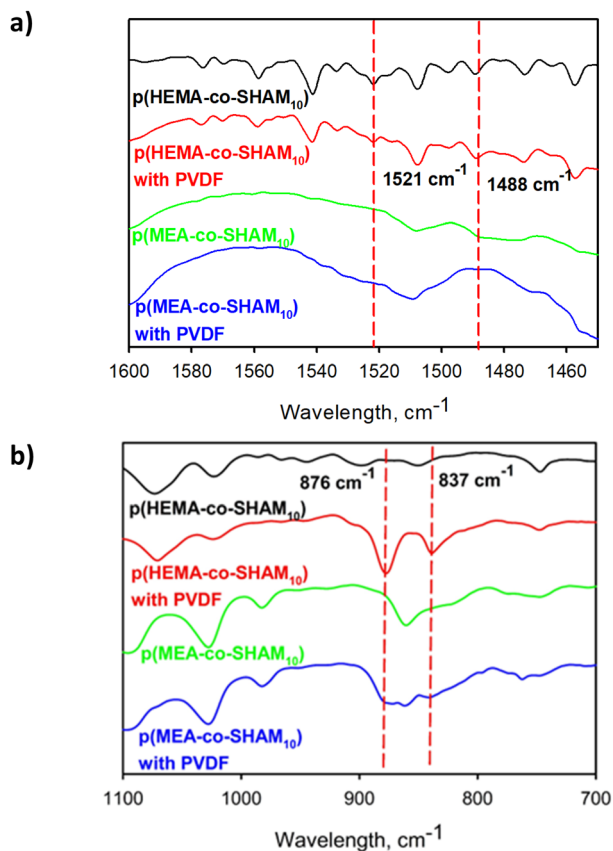 a)
p(HEMA-co-SHAM₁₀)
p(HEMA-co-SHAM₁₀)
with PVDF
1521 cm⁻¹
1488 cm⁻¹
p(MEA-co-SHAM₁₀)
p(MEA-co-SHAM₁₀)
with PVDF
1600 1580 1560 1540 1520 1500 1480 1460
Wavelength, cm⁻¹
b)
876 cm⁻¹
837 cm⁻¹
p(HEMA-co-SHAM₁₀)
p(HEMA-co-SHAM₁₀)
with PVDF
p(MEA-co-SHAM₁₀)
p(MEA-co-SHAM₁₀)
with PVDF
1100 1000 900 800 700
Wavelength, cm⁻¹